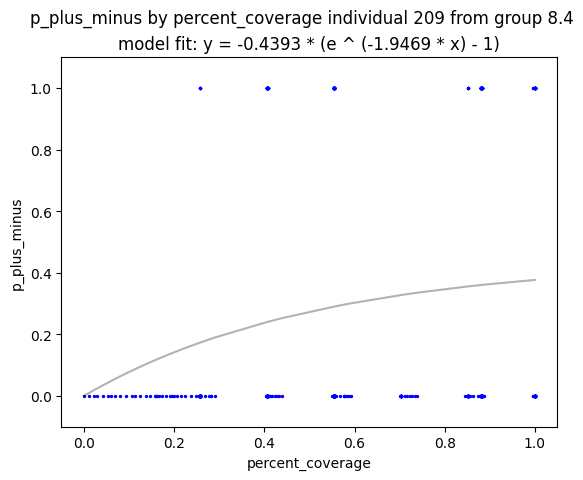 p_plus_minus by percent_coverage individual 209 from group 8.4
model fit: y = -0.4393 * (e ^ (-1.9469 * x) - 1)
1.0
0.8
0.6
0.4
0.2
0.0
p_plus_minus
0.0 0.2 0.4 0.6 0.8 1.0
percent_coverage